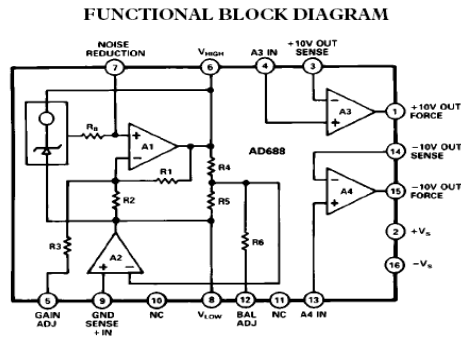 FUNCTIONAL BLOCK DIAGRAM
NOISE
REDUCTION
VHIGH
A3 IN
+10V OUT
SENSE
7
6
4
3
RB
A1
A3
1
+10V OUT
FORCE
AD688
R4
R1
14
−10V OUT
SENSE
R2
R5
A4
15
−10V OUT
FORCE
R3
A2
R6
2
+VS
16
−VS
5
9
10
8
12
11
13
GAIN
ADJ
GND
SENSE
+ IN
NC
VLOW
BAL
ADJ
NC
A4 IN